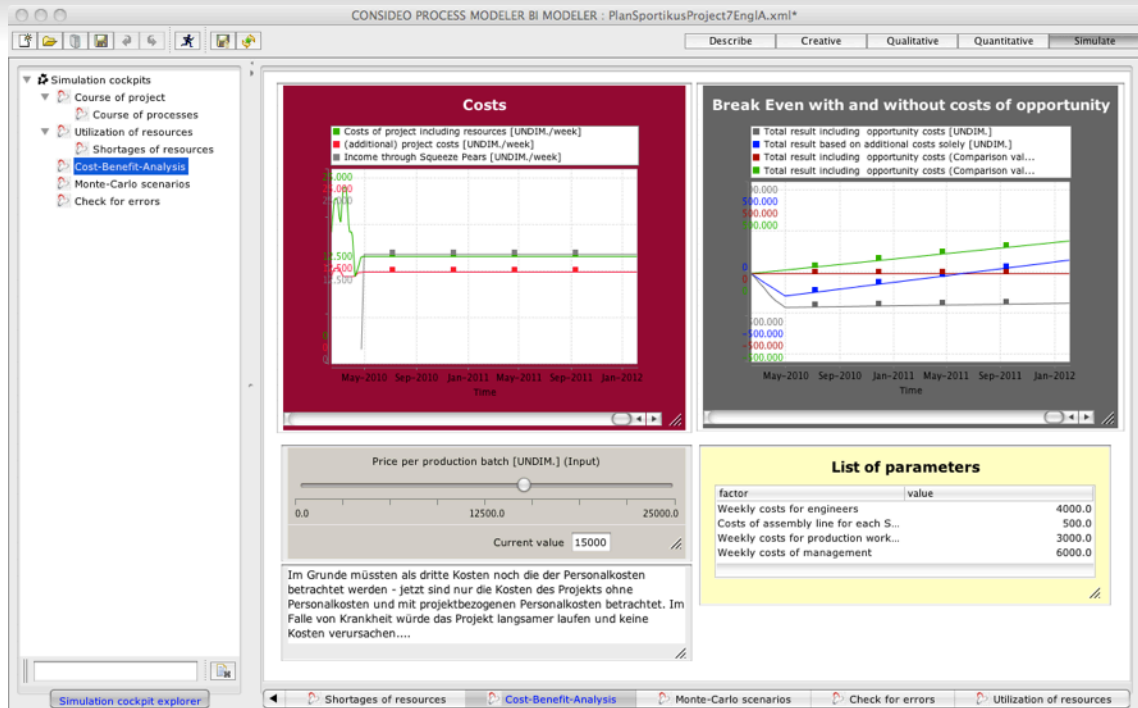 CONSIDEO PROCESS MODELER BI MODELER : PlanSportikusProject7EnglA.xml*
Describe
Creative
Qualitative
Quantitative
Simulate
Simulation cockpits
Course of project
Course of processes
Utilization of resources
Shortages of resources
Cost-Benefit-Analysis
Monte-Carlo scenarios
Check for errors
Simulation cockpit explorer
Costs
Costs of project including resources [UNDIM./week]
(additional) project costs [UNDIM./week]
Income through Squeeze Pears [UNDIM./week]
May-2010 Sep-2010 Jan-2011 May-2011 Sep-2011 Jan-2012
Time
Break Even with and without costs of opportunity
Total result including opportunity costs [UNDIM.]
Total result based on additional costs solely [UNDIM.]
Total result including opportunity costs (Comparison val...
Total result including opportunity costs (Comparison val...
500.000
0
0
-500.000
-500.000
May-2010 Sep-2010 Jan-2011 May-2011 Sep-2011 Jan-2012
Time
Price per production batch [UNDIM.] (Input)
0.0 12500.0 25000.0
Current value 15000
Im Grunde müssten als dritte Kosten noch die der Personalkosten
betrachtet werden - jetzt sind nur die Kosten des Projekts ohne
Personalkosten und mit projektbezogenen Personalkosten betrachtet. Im
Falle von Krankheit würde das Projekt langsamer laufen und keine
Kosten verursachen....
List of parameters
factor value
Weekly costs for engineers 4000.0
Costs of assembly line for each S... 500.0
Weekly costs for production work... 3000.0
Weekly costs of management 6000.0
Shortages of resources
Cost-Benefit-Analysis
Monte-Carlo scenarios
Check for errors
Utilization of resources